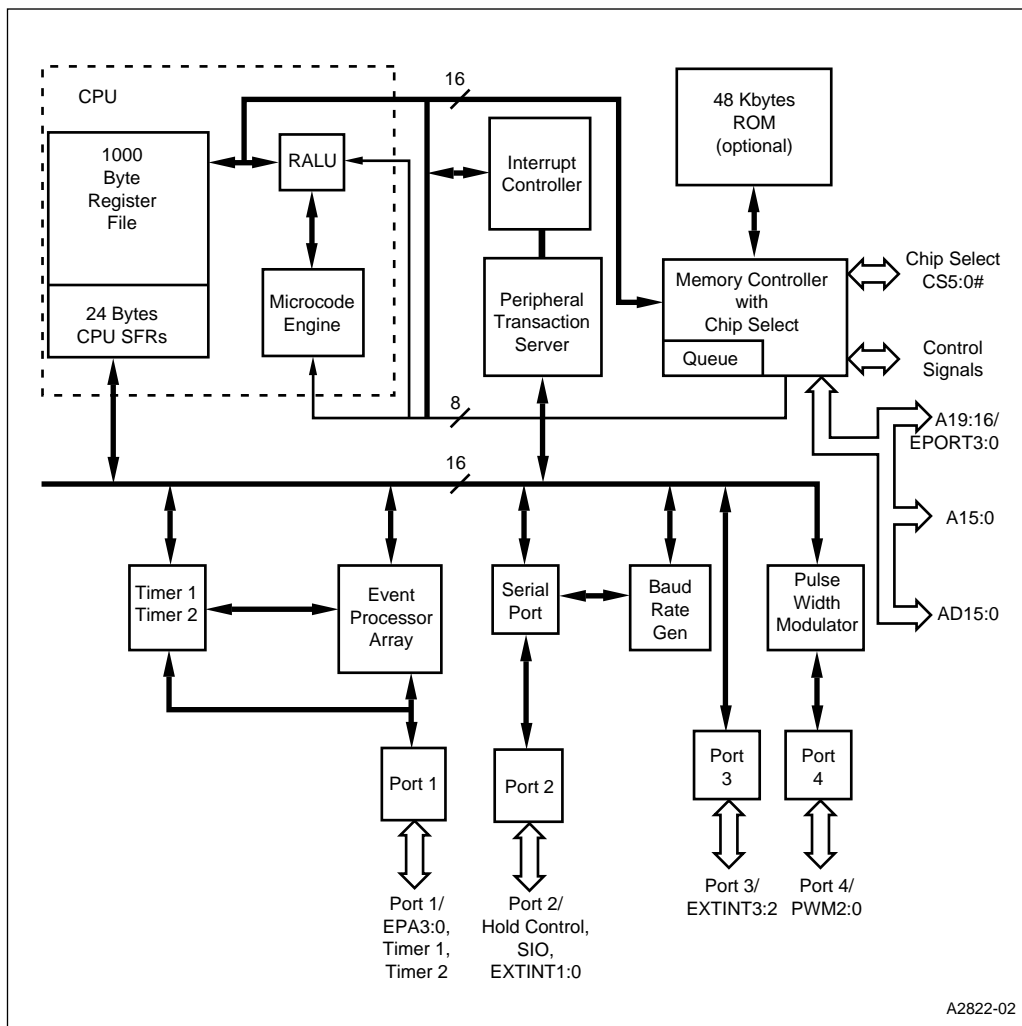 CPU
1000
Byte
Register
File
24 Bytes
CPU SFRs
RALU
Microcode
Engine
16
Interrupt
Controller
Peripheral
Transaction
Server
48 Kbytes
ROM
(optional)
Memory Controller
with
Chip Select
Queue
Chip Select
CS5:0#
Control
Signals
A19:16/
EPORT3:0
A15:0
AD15:0
8
16
Timer 1
Timer 2
Event
Processor
Array
Serial
Port
Baud
Rate
Gen
Pulse
Width
Modulator
Port 1
Port 2
Port
3
Port
4
Port 1/
EPA3:0,
Timer 1,
Timer 2
Port 2/
Hold Control,
SIO,
EXTINT1:0
Port 3/
EXTINT3:2
Port 4/
PWM2:0
A2822-02